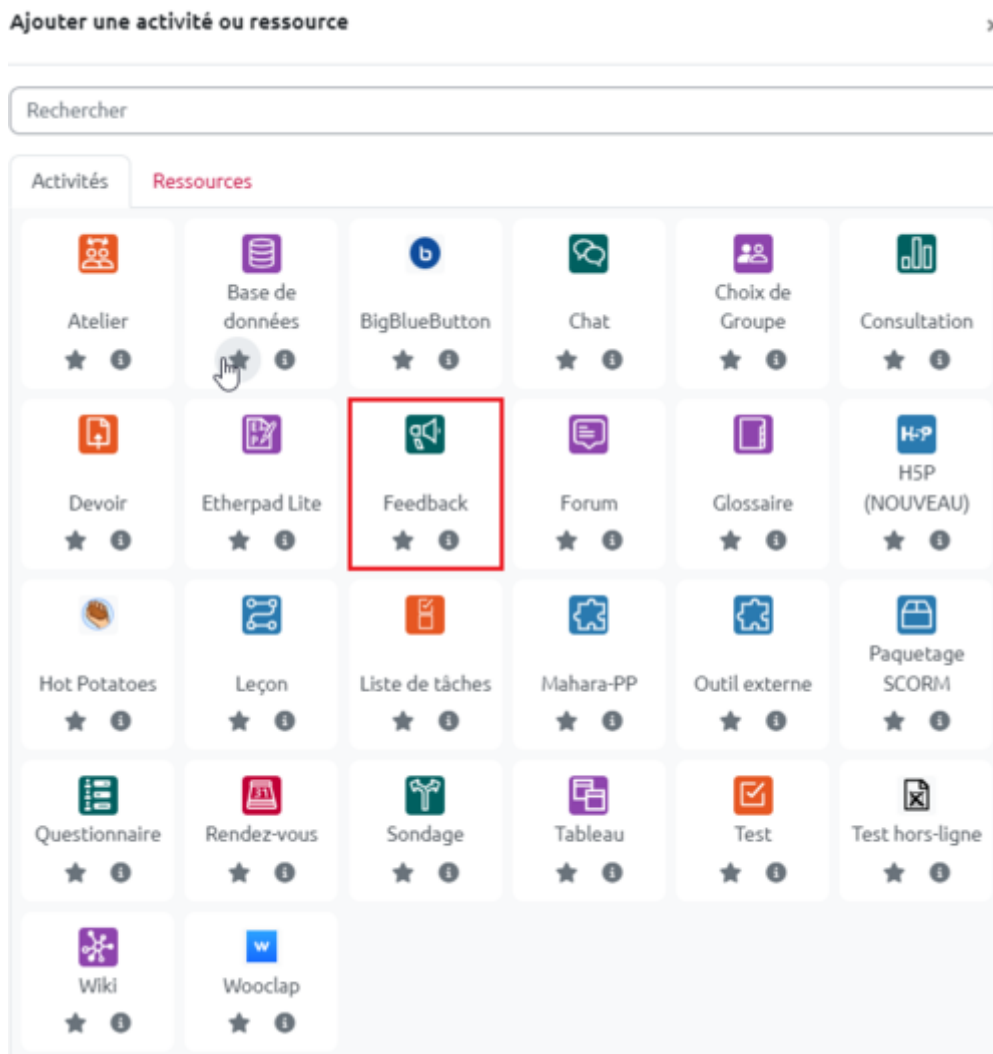 Ajouter une activité ou ressource
Rechercher
Activités Ressources
Atelier
Base de
données
BigBlueButton
Chat
Choix de
Groupe
Consultation
Devoir
Etherpad Lite
Feedback
Forum
Glossaire
H5P
H5P
(NOUVEAU)
Hot Potatoes
Leçon
Liste de tâches
Mahara-PP
Outil externe
Paquetage
SCORM
Questionnaire
31
Rendez-vous
Sondage
Tableau
Test
Test hors-ligne
Wiki
w
Wooclap